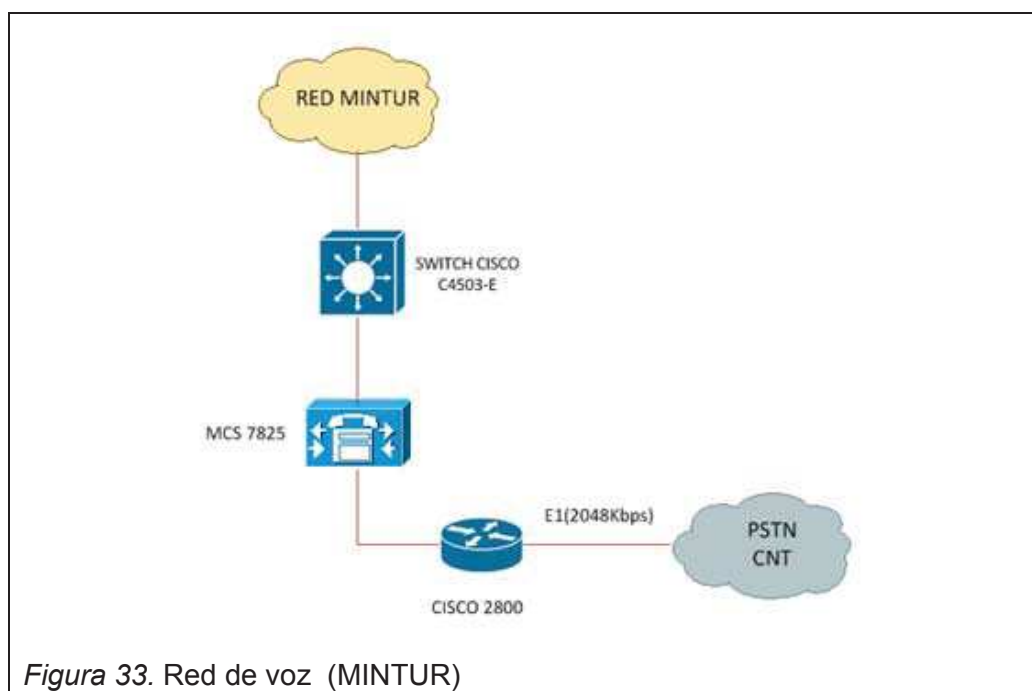 RED MINTUR
SWITCH CISCO
C4503-E
MCS 7825
E1(2048Kbps)
PSTN
CNT
CISCO 2800
Figura 33. Red de voz (MINTUR)